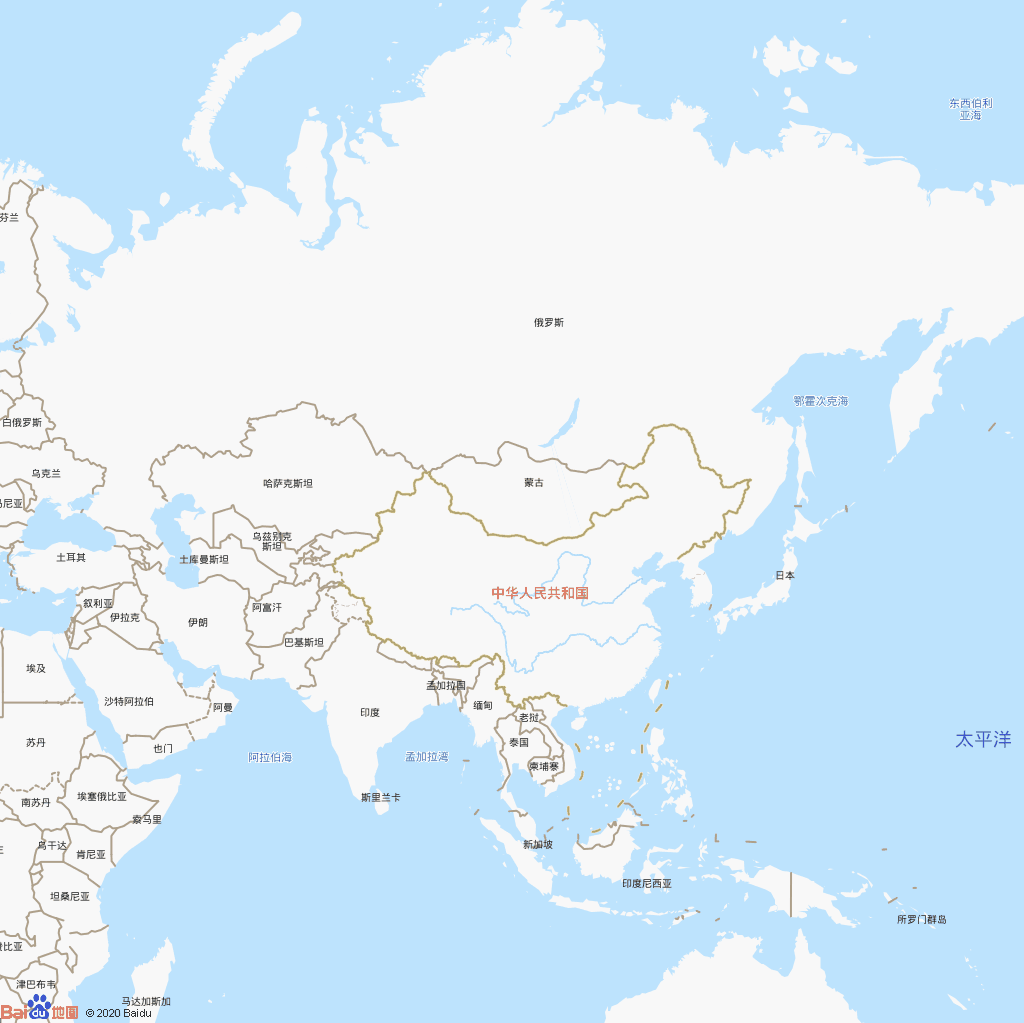 东西伯利
亚海
芬兰
俄罗斯
鄂霍次克海
白俄罗斯
乌克兰
哈萨克斯坦
蒙古
马尼亚
乌兹别克
斯坦
土耳其
土库曼斯坦
日本
中华人民共和国
叙利亚
阿富汗
伊拉克
伊朗
巴基斯坦
埃及
孟加拉国
沙特阿拉伯
阿曼
缅甸
印度
老挝
苏丹
也门
泰国
太平洋
阿拉伯海
孟加拉湾
柬埔寨
埃塞俄比亚
斯里兰卡
南苏丹
索马里
乌干达
新加坡
肯尼亚
印度尼西亚
坦桑尼亚
所罗门群岛
赞比亚
津巴布韦
马达加斯加
Bai du 地图
© 2020 Baidu